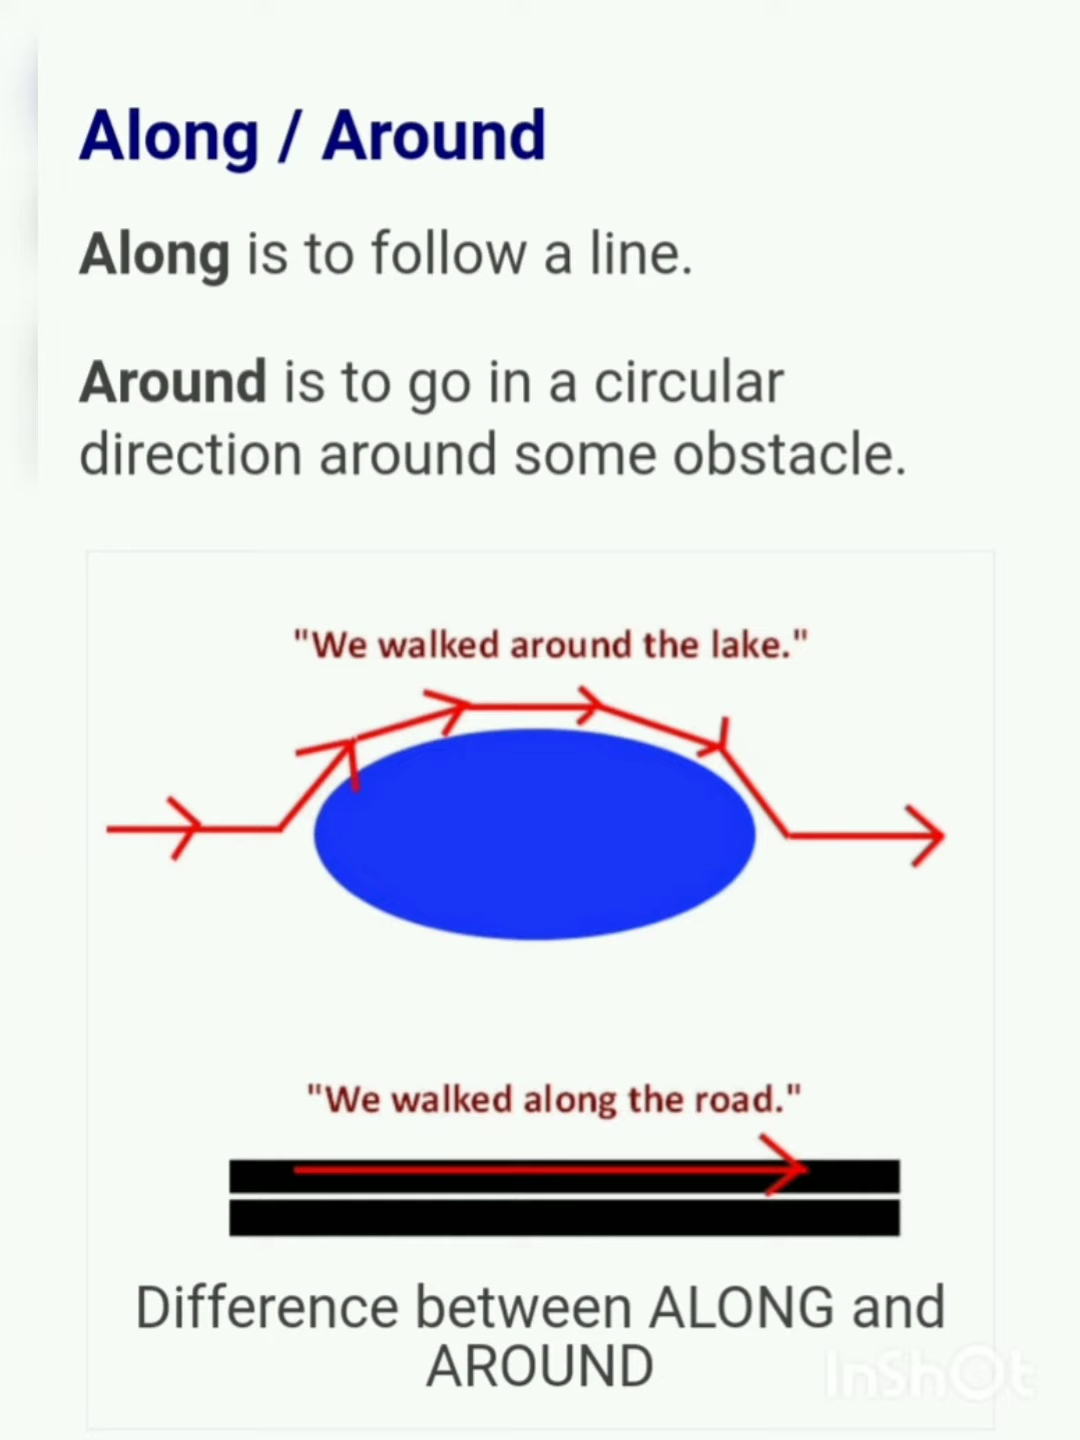 Along / Around
Along is to follow a line.
Around is to go in a circular
direction around some obstacle.
"We walked around the lake."
"We walked along the road."
Difference between ALONG and
AROUND
InShOt